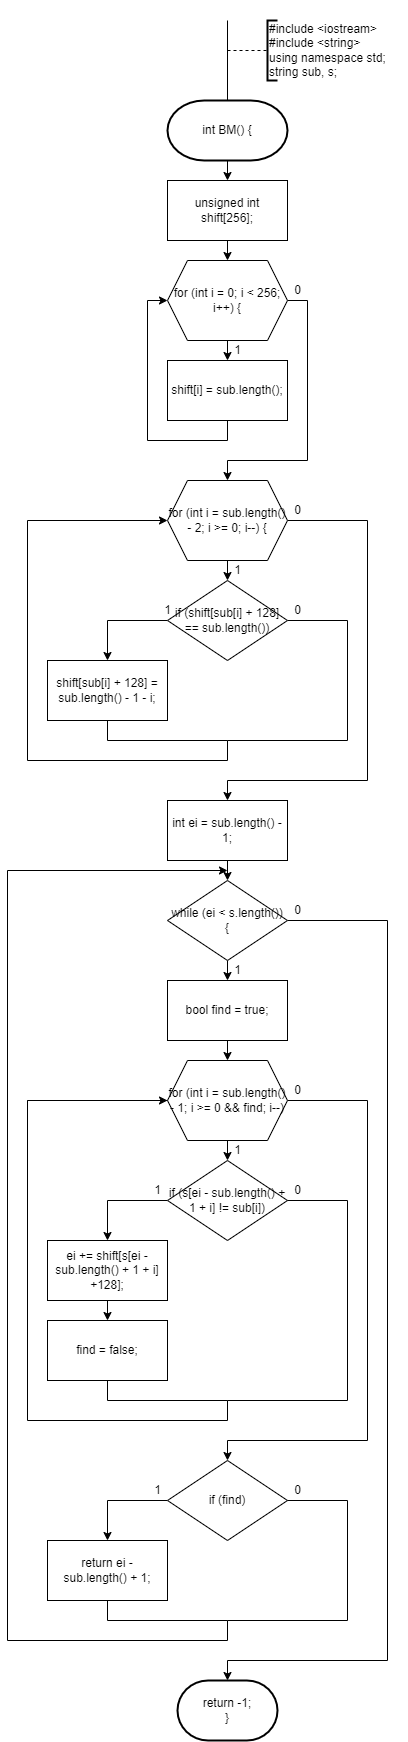 #include <iostream>
#include <string>
using namespace std;
string sub, s;
int BM() {
unsigned int
shift[256];
for (int i = 0; i < 256;
i++) {
0
1
shift[i] = sub.length();
for (int i = sub.length()
- 2; i >= 0; i--) {
0
1
1
if (shift[sub[i] + 128]
== sub.length())
0
shift[sub[i] + 128] =
sub.length() - 1 - i;
int ei = sub.length() -
1;
while (ei < s.length())
{
0
1
bool find = true;
for (int i = sub.length()
- 1; i >= 0 && find; i--)
0
1
1
if (s[ei - sub.length() +
1 + i] != sub[i])
0
ei += shift[s[ei -
sub.length() + 1 + i]
+128];
find = false;
1
if (find)
0
return ei -
sub.length() + 1;
return -1;
}